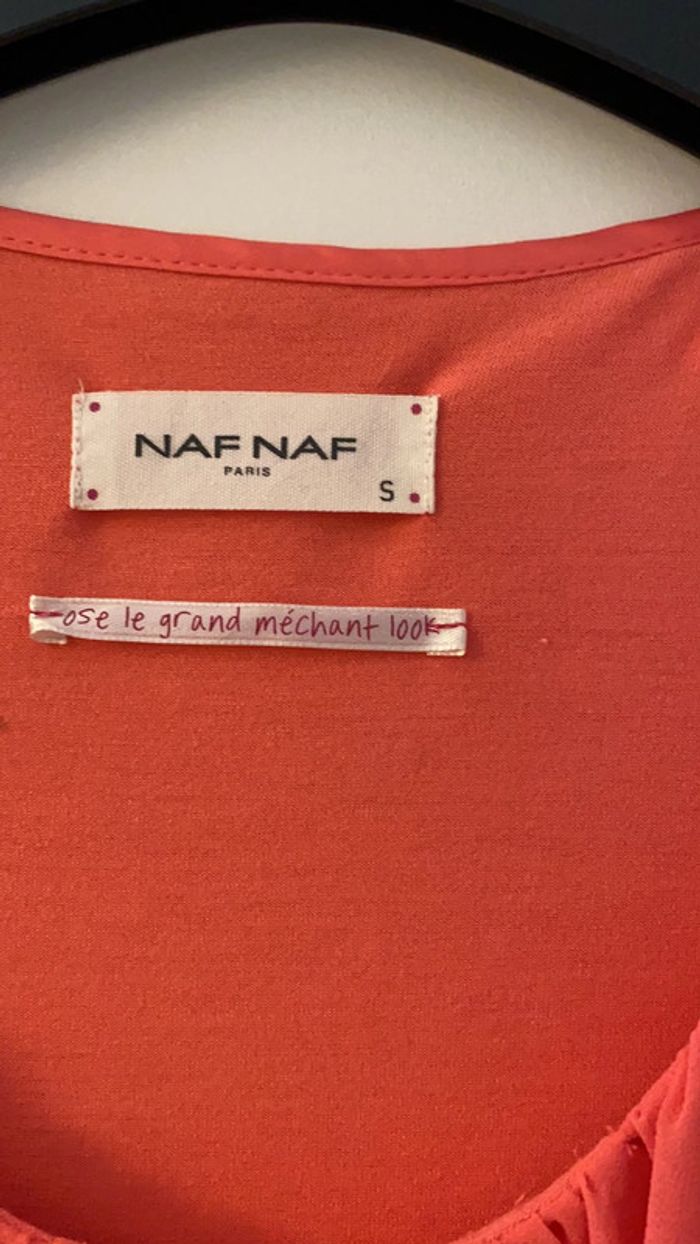 NAF NAF
PARIS
S
ose le grand méchant look